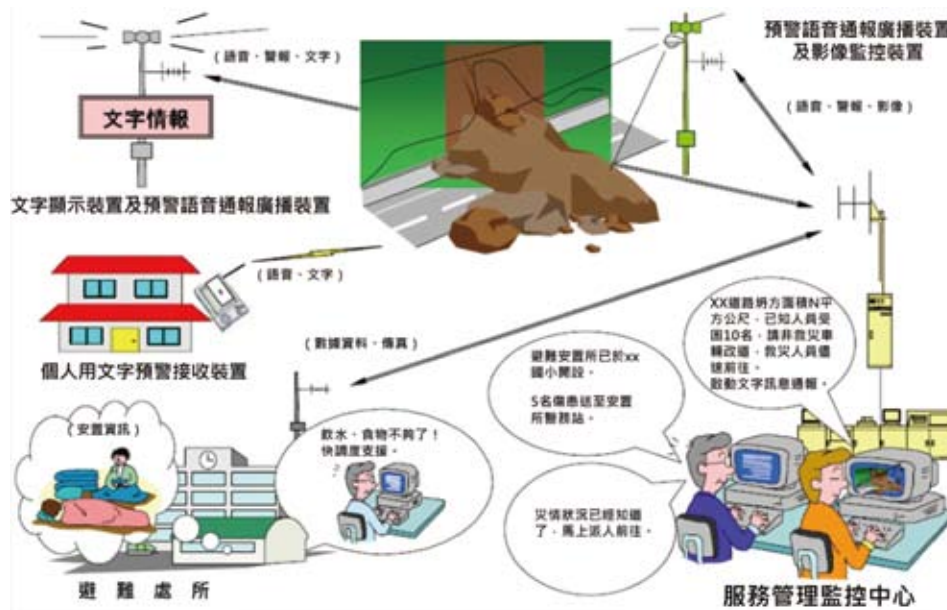 預警語音通報廣播裝置
及影像監控裝置
(語音、警報、文字)
文字情報
(語音、警報、影像)
文字顯示裝置及預警語音通報廣播裝置
(語音、文字)
個人用文字預警接收裝置
(數據資料、傳真)
XX道路坍方面積N平
方公尺，已知人員受
困10名，請非救災車
輛改道，救災人員儘
速前往。
啟動文字訊息通報。
避難安置所已於xx
國小開設。
5名傷患送至安置
所醫務站。
(安置資訊)
飲水、食物不夠了！
快調度支援。
災情狀況已經知道
了，馬上派人前往。
避難處所
服務管理監控中心